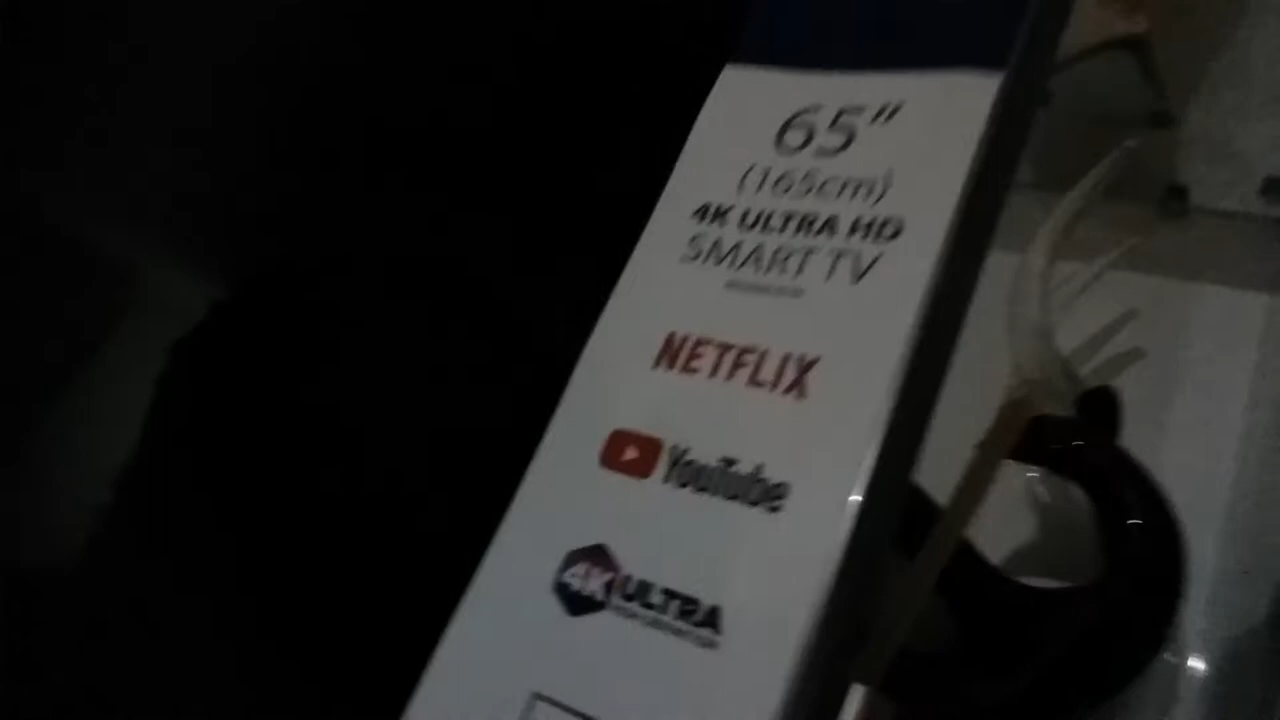 65"
(165cm)
4K ULTRA HD
SMART TV
NETFLIX
YouTube
4K ULTRA